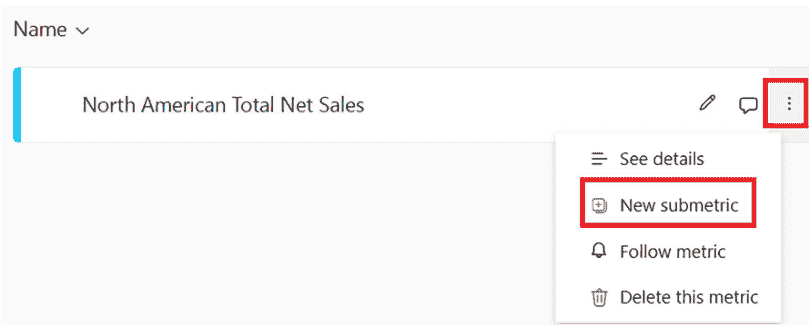 Name
North American Total Net Sales
See details
New submetric
Follow metric
Delete this metric